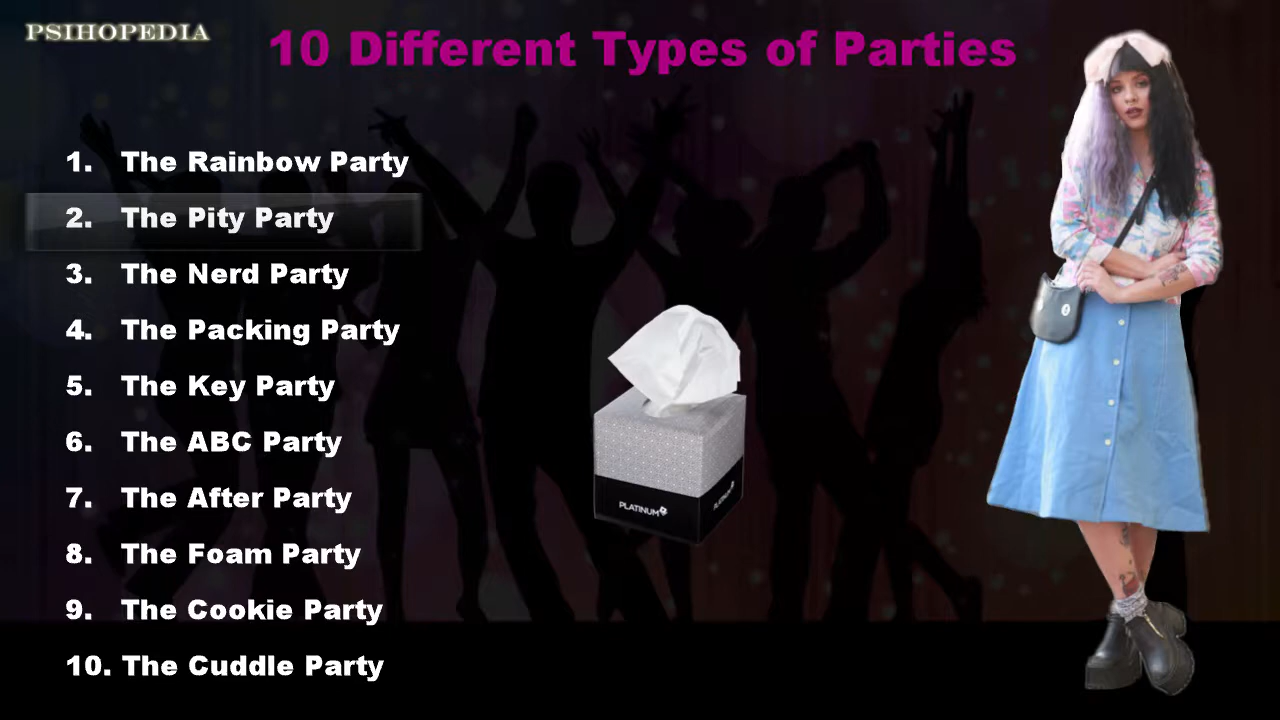 PSIHOPEDIA
10 Different Types of Parties
1. The Rainbow Party
2. The Pity Party
3. The Nerd Party
4. The Packing Party
5. The Key Party
6. The ABC Party
7. The After Party
8. The Foam Party
9. The Cookie Party
10. The Cuddle Party
PLATINUM
PLATINUM